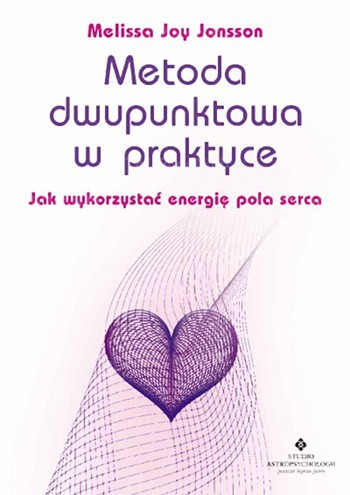 Melissa Joy Jonsson
Metoda
dwupunktowa
w praktyce
Jak wykorzystać energię pola serca
STUDIO
ASTROPSYCHOLOGII